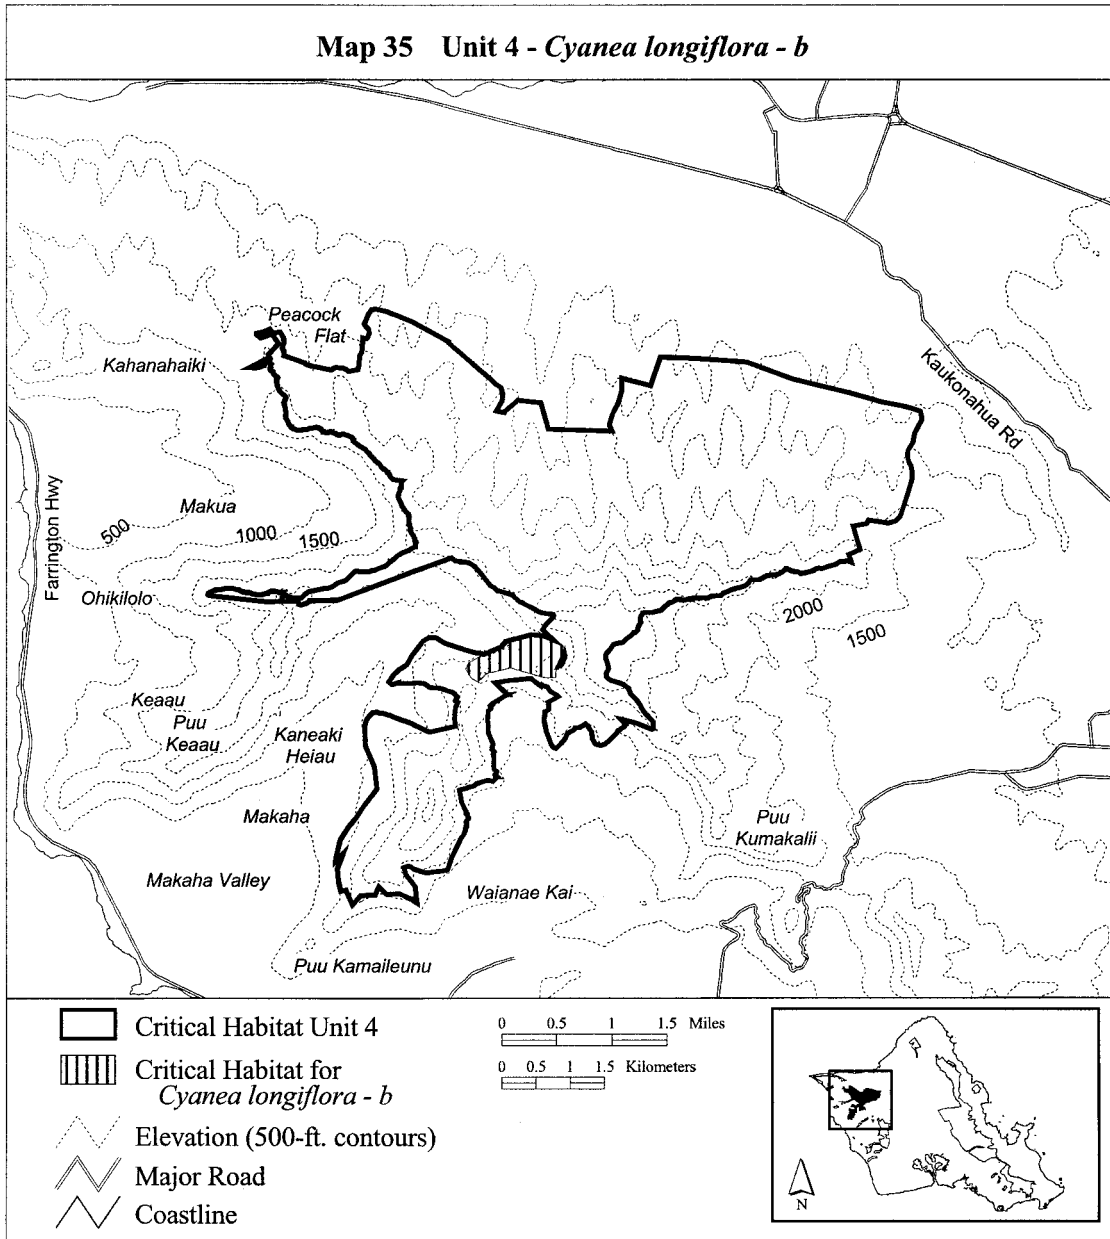 Map 35 Unit 4 - Cyanea longiflora - b
Peacock
Flat
Kahanahaiki
Kaukonahua Rd
Farrington Hwy
Makua
500
1000
1500
Ohikilolo
2000
1500
Keaau
Puu
Keaau
Kaneaki
Heiau
Makaha
Puu
Kumakalii
Makaha Valley
Waianae Kai
Puu Kamaileunu
Critical Habitat Unit 4
Critical Habitat for
Cyanea longiflora - b
Elevation (500-ft. contours)
Major Road
Coastline
0 0.5 1 1.5 Miles
0 0.5 1 1.5 Kilometers
N